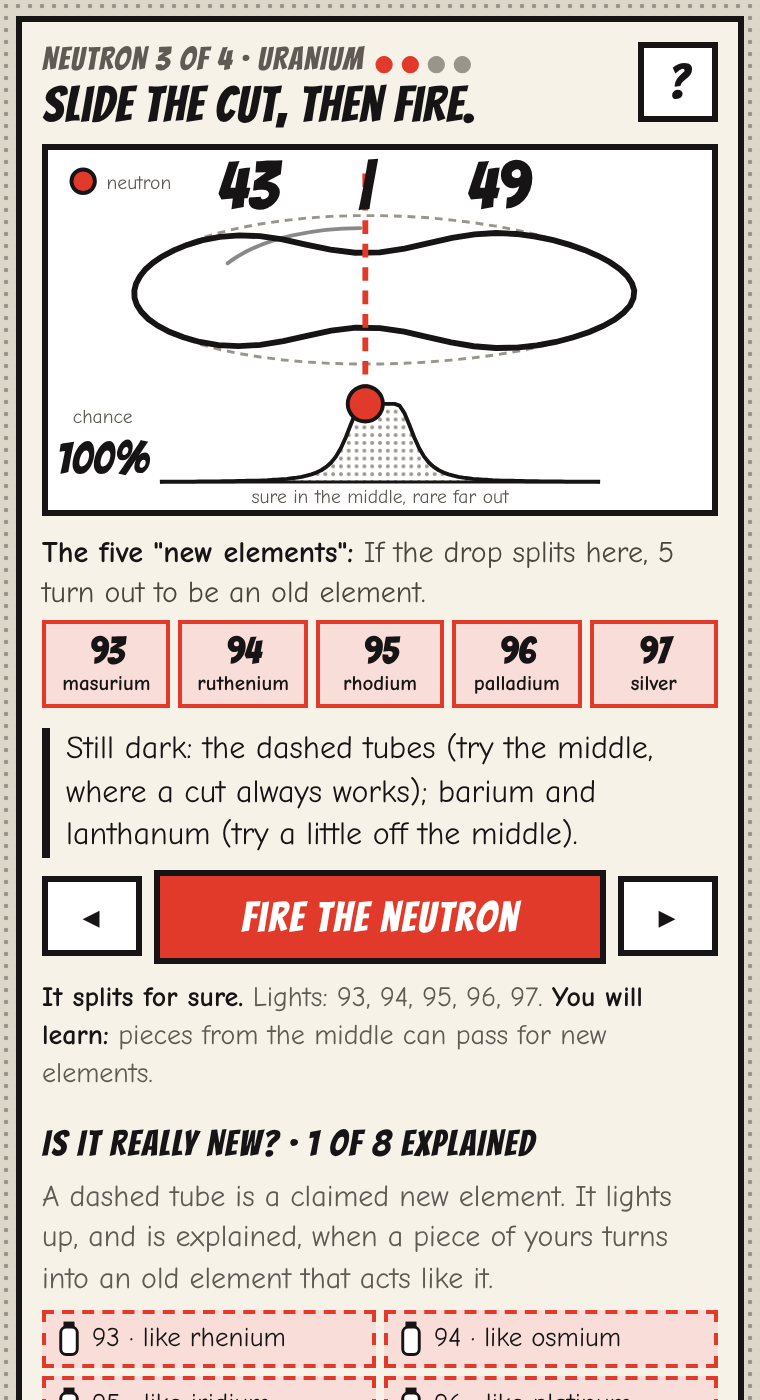 NEUTRON 3 OF 4 · URANIUM
SLIDE THE CUT, THEN FIRE.
?
neutron
43 / 49
chance
100%
sure in the middle, rare far out
The five "new elements": If the drop splits here, 5
turn out to be an old element.
93 94 95 96 97
masurium ruthenium rhodium palladium silver
Still dark: the dashed tubes (try the middle,
where a cut always works); barium and
lanthanum (try a little off the middle).
◄ FIRE THE NEUTRON ►
It splits for sure. Lights: 93, 94, 95, 96, 97. You will
learn: pieces from the middle can pass for new
elements.
IS IT REALLY NEW? · 1 OF 8 EXPLAINED
A dashed tube is a claimed new element. It lights
up, and is explained, when a piece of yours turns
into an old element that acts like it.
93 · like rhenium 94 · like osmium
95 · like iridium 96 · like platinum